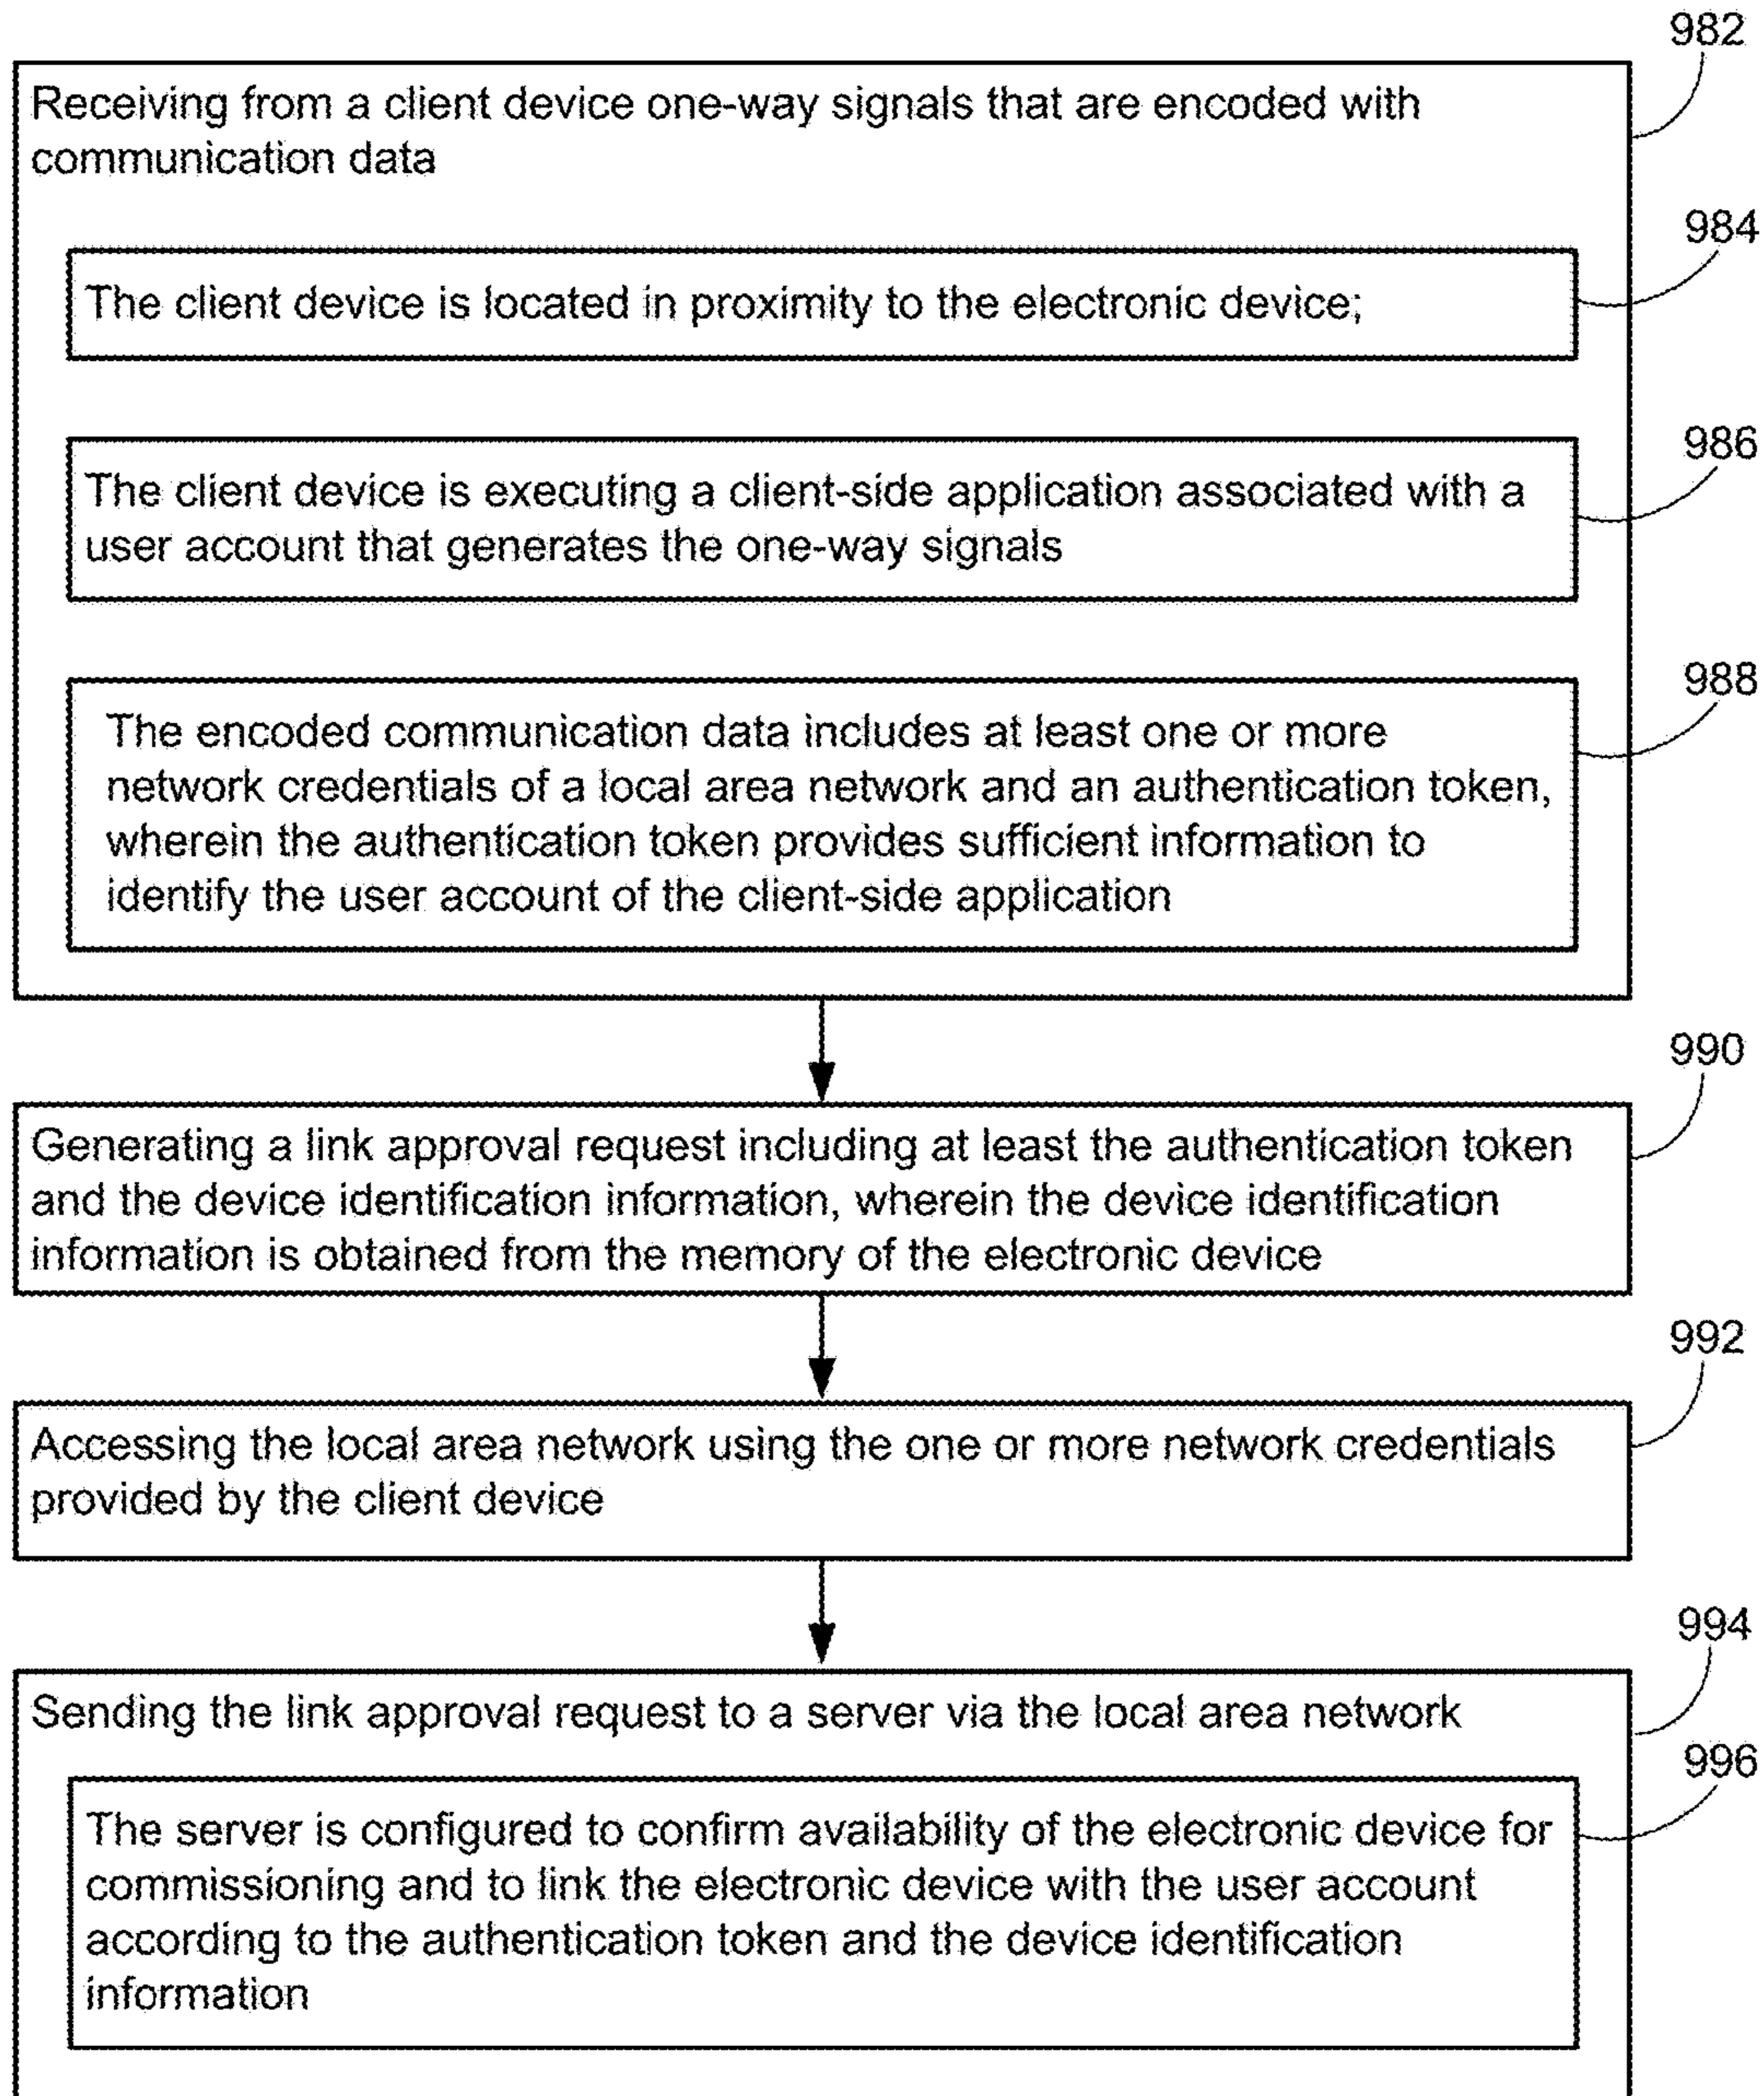 982
Receiving from a client device one-way signals that are encoded with
communication data
984
The client device is located in proximity to the electronic device;
986
The client device is executing a client-side application associated with a
user account that generates the one-way signals
988
The encoded communication data includes at least one or more
network credentials of a local area network and an authentication token,
wherein the authentication token provides sufficient information to
identify the user account of the client-side application
990
Generating a link approval request including at least the authentication token
and the device identification information, wherein the device identification
information is obtained from the memory of the electronic device
992
Accessing the local area network using the one or more network credentials
provided by the client device
994
Sending the link approval request to a server via the local area network
996
The server is configured to confirm availability of the electronic device for
commissioning and to link the electronic device with the user account
according to the authentication token and the device identification
information